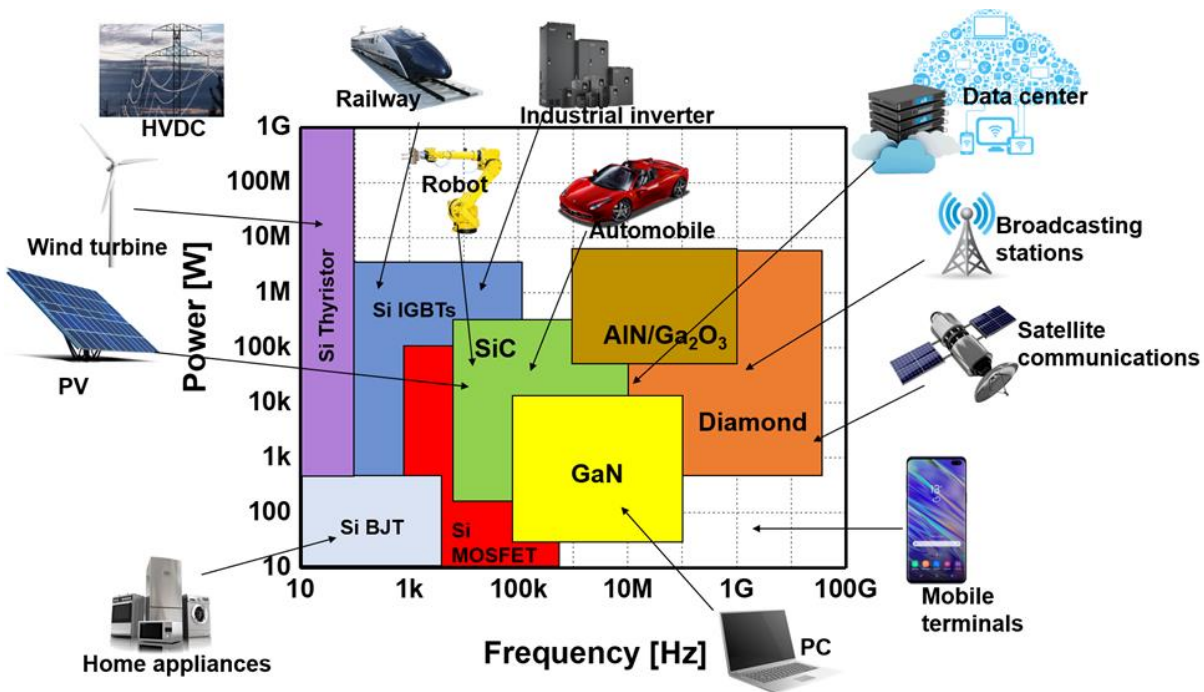 HVDC
Railway
Industrial inverter
Data center
Robot
Automobile
Wind turbine
Broadcasting
stations
Satellite
communications
PV
Mobile
terminals
Home appliances
PC
Power [W]
1G
100M
10M
1M
100k
10k
1k
100
10
Si Thyristor
Si IGBTs
SiC
AlN/Ga₂O₃
Diamond
GaN
Si BJT
Si
MOSFET
10
1k
100k
10M
1G
100G
Frequency [Hz]